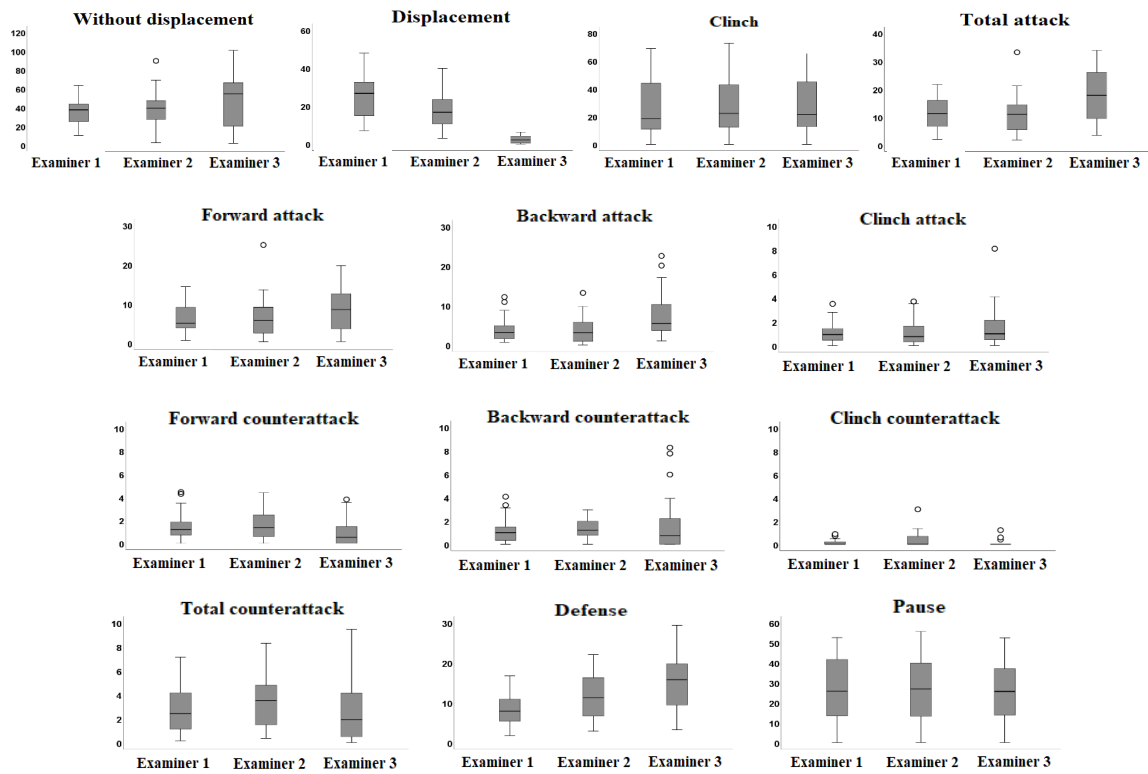 Without displacement
120
100
80
60
40
20
0
Examiner 1 Examiner 2 Examiner 3
Displacement
60
40
20
0
Examiner 1 Examiner 2 Examiner 3
Clinch
80
60
40
20
0
Examiner 1 Examiner 2 Examiner 3
Total attack
40
30
20
10
0
Examiner 1 Examiner 2 Examiner 3
Forward attack
30
20
10
0
Examiner 1 Examiner 2 Examiner 3
Backward attack
30
20
10
0
Examiner 1 Examiner 2 Examiner 3
Clinch attack
10
8
6
4
2
0
Examiner 1 Examiner 2 Examiner 3
Forward counterattack
10
8
6
4
2
0
Examiner 1 Examiner 2 Examiner 3
Backward counterattack
10
8
6
4
2
0
Examiner 1 Examiner 2 Examiner 3
Clinch counterattack
10
8
6
4
2
0
Examiner 1 Examiner 2 Examiner 3
Total counterattack
10
8
6
4
2
0
Examiner 1 Examiner 2 Examiner 3
Defense
30
20
10
0
Examiner 1 Examiner 2 Examiner 3
Pause
60
50
40
30
20
10
0
Examiner 1 Examiner 2 Examiner 3